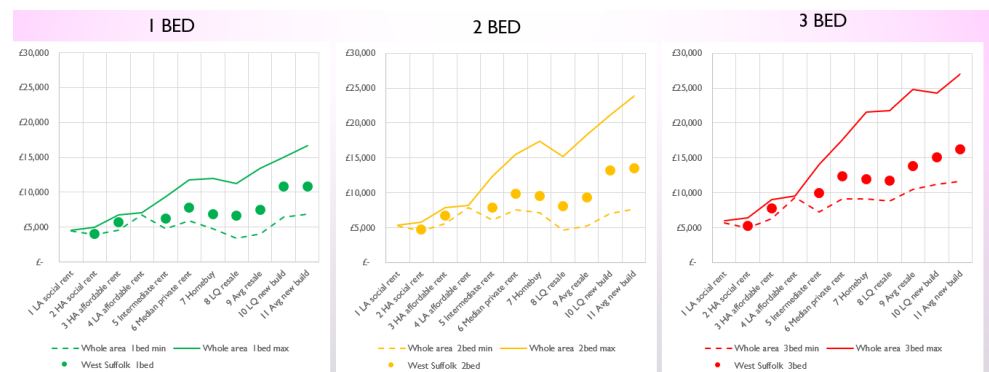 1 BED
£30,000
£25,000
£20,000
£15,000
£10,000
£5,000
£-
1 LA social rent
2 HA social rent
3 HA affordable rent
4 LA affordable rent
5 Intermediate rent
6 Median private rent
7 Homebuy
8 LQ resale
9 Avg resale
10 LQ new build
11 Avg new build
Whole area 1bed min
Whole area 1bed max
West Suffolk 1bed
2 BED
£30,000
£25,000
£20,000
£15,000
£10,000
£5,000
£-
1 LA social rent
2 HA social rent
3 HA affordable rent
4 LA affordable rent
5 Intermediate rent
6 Median private rent
7 Homebuy
8 LQ resale
9 Avg resale
10 LQ new build
11 Avg new build
Whole area 2bed min
Whole area 2bed max
West Suffolk 2bed
3 BED
£30,000
£25,000
£20,000
£15,000
£10,000
£5,000
£-
1 LA social rent
2 HA social rent
3 HA affordable rent
4 LA affordable rent
5 Intermediate rent
6 Median private rent
7 Homebuy
8 LQ resale
9 Avg resale
10 LQ new build
11 Avg new build
Whole area 3bed min
Whole area 3bed max
West Suffolk 3bed